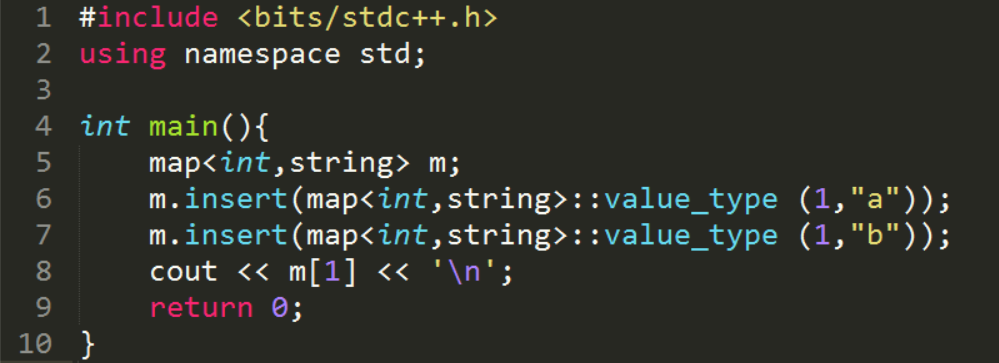 1 #include <bits/stdc++.h>
2 using namespace std;
3
4 int main(){
5     map<int,string> m;
6     m.insert(map<int,string>::value_type (1,"a"));
7     m.insert(map<int,string>::value_type (1,"b"));
8     cout << m[1] << '\n';
9     return 0;
10 }